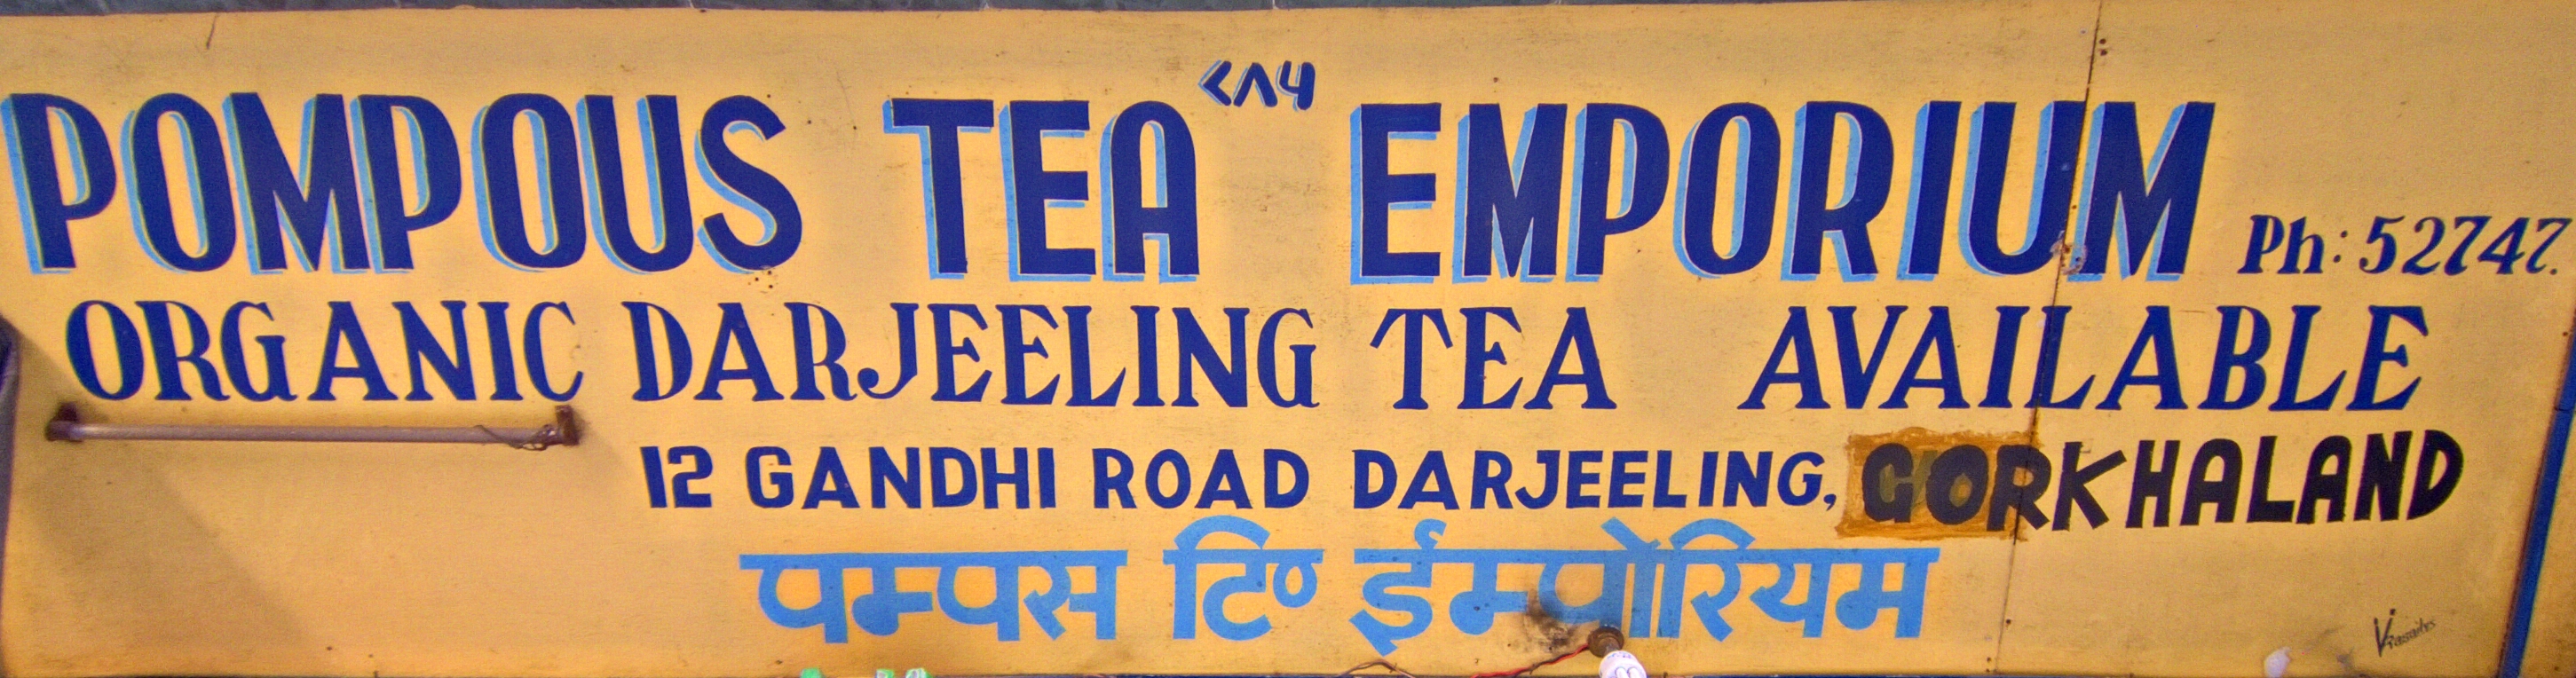 POMPOUS TEA EMPORIUM Ph: 52747.
ORGANIC DARJEELING TEA AVAILABLE
12 GANDHI ROAD DARJEELING, GORKHALAND
पम्पस टि॰ ईम्पोरियम